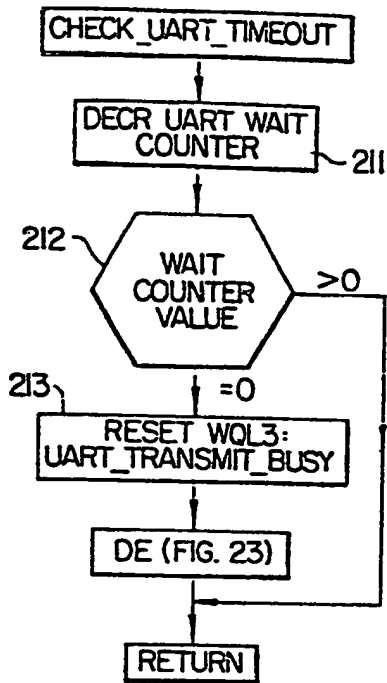 CHECK_UART_TIMEOUT
DECR UART WAIT
COUNTER
211
212
WAIT
COUNTER
VALUE
>0
=0
213
RESET WQL3:
UART_TRANSMIT_BUSY
DE (FIG. 23)
RETURN